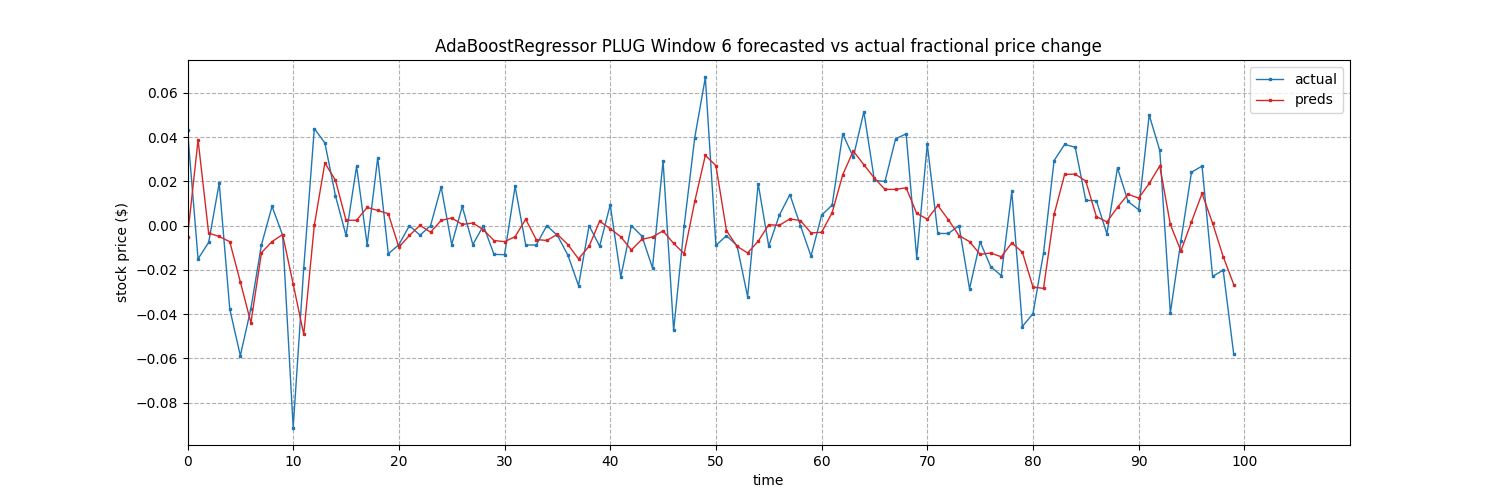 AdaBoostRegressor PLUG Window 6 forecasted vs actual fractional price change
actual
preds
0.06
0.04
0.02
0.00
−0.02
−0.04
−0.06
−0.08
stock price ($)
0 10 20 30 40 50 60 70 80 90 100
time